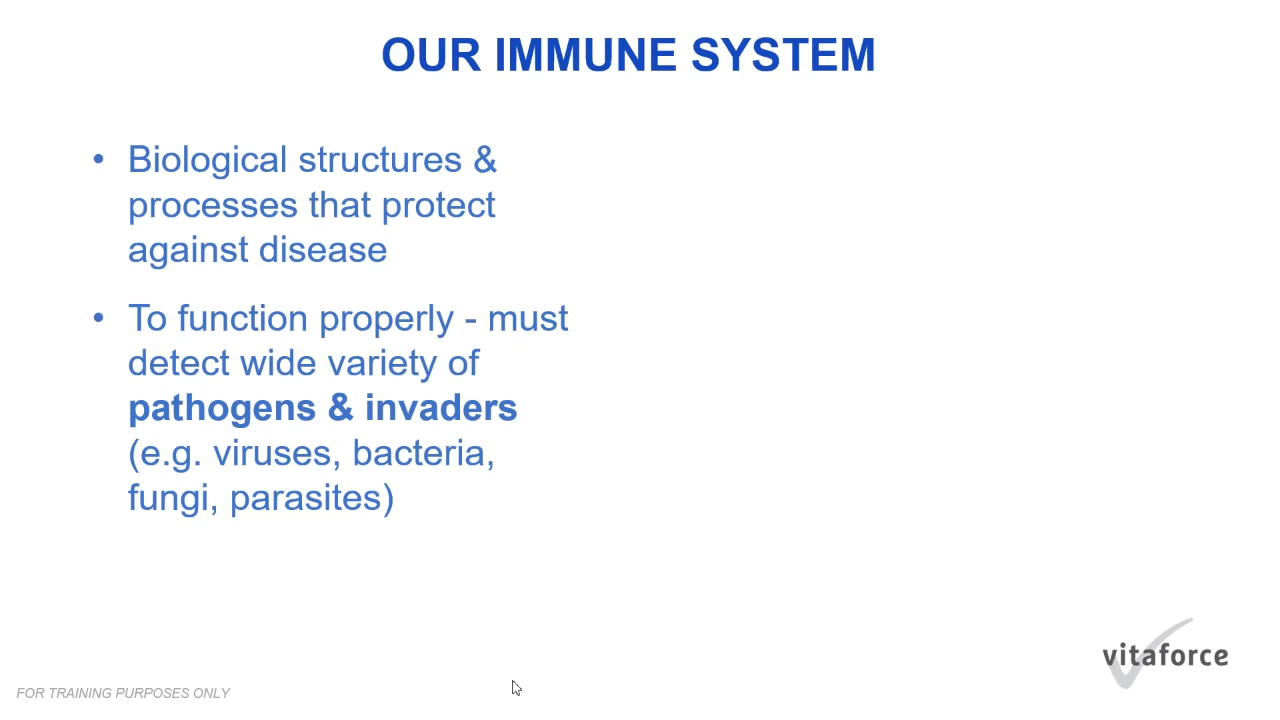 OUR IMMUNE SYSTEM
• Biological structures &
processes that protect
against disease
• To function properly - must
detect wide variety of
pathogens & invaders
(e.g. viruses, bacteria,
fungi, parasites)
vitaforce
FOR TRAINING PURPOSES ONLY